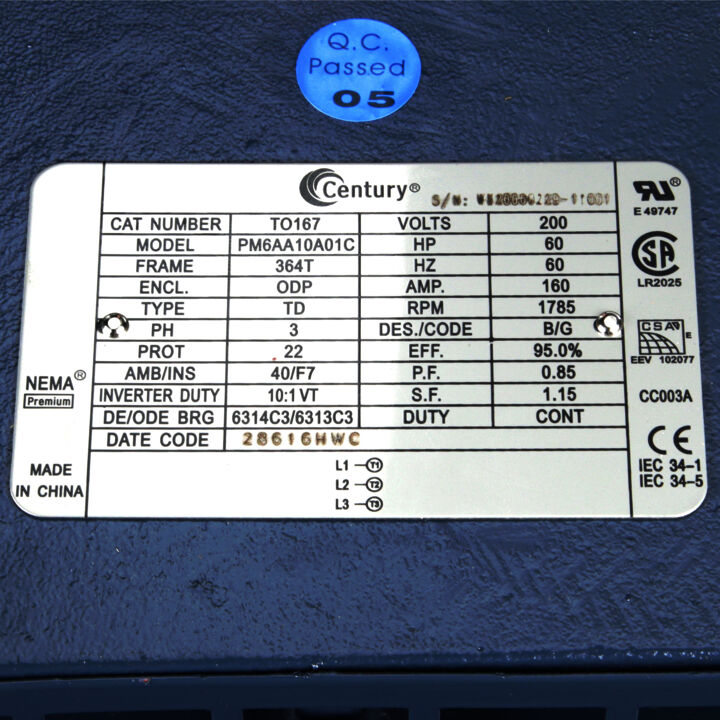 Q.C.
Passed
05
Century® S/N:
CAT NUMBER TO167 VOLTS 200
MODEL PM6AA10A01C HP 60
FRAME 364T HZ 60
ENCL. ODP AMP. 160
TYPE TD RPM 1785
PH 3 DES./CODE B/G
PROT 22 EFF. 95.0%
AMB/INS 40/F7 P.F. 0.85
INVERTER DUTY 10:1 VT S.F. 1.15
DE/ODE BRG 6314C3/6313C3 DUTY CONT
DATE CODE 28616HWC
L1 T1
L2 T2
L3 T3
NEMA®
Premium
MADE
IN CHINA
®
E 49747
SA
LR2025
CSA E
EEV 102077
CC003A
CE
IEC 34-1
IEC 34-5